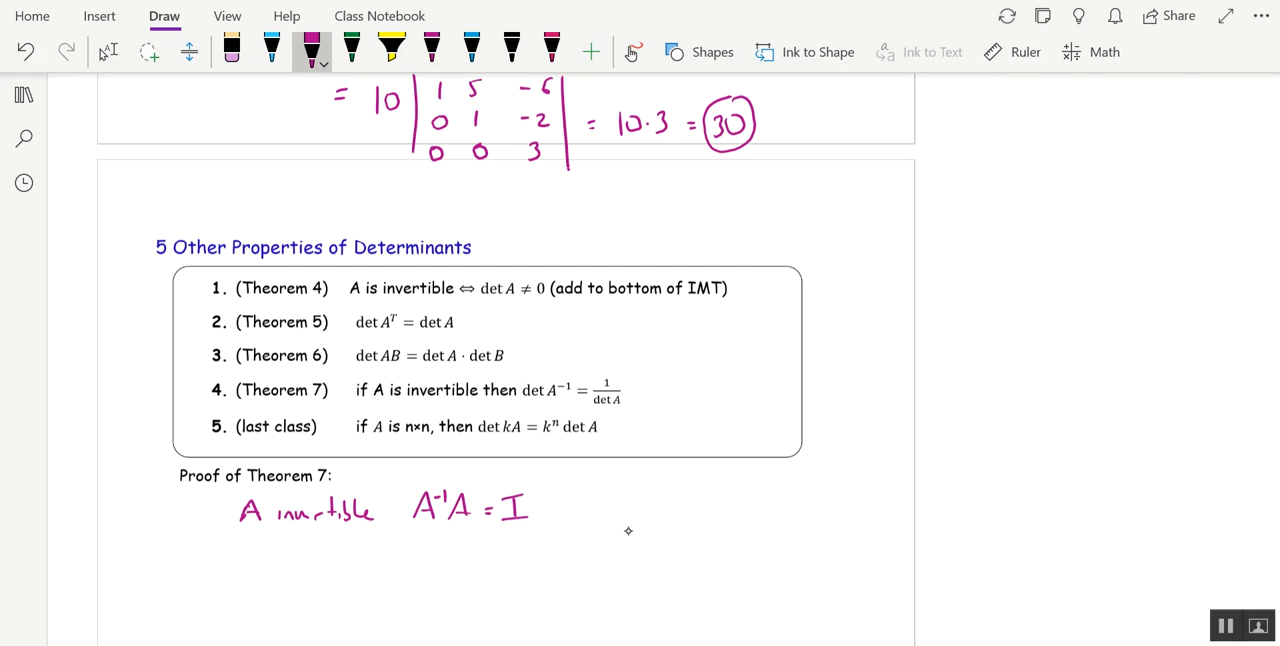 Home Insert Draw View Help Class Notebook Share
Shapes Ink to Shape Ink to Text Ruler Math
= 10 | 1 5 -6 |
| 0 1 -2 | = 10·3 = 30
| 0 0 3 |
5 Other Properties of Determinants
1. (Theorem 4) A is invertible ⇔ det A ≠ 0 (add to bottom of IMT)
2. (Theorem 5) det Aᵀ = det A
3. (Theorem 6) det AB = det A · det B
4. (Theorem 7) if A is invertible then det A⁻¹ = 1/det A
5. (last class) if A is n×n, then det kA = kⁿ det A
Proof of Theorem 7:
A invertible A⁻¹A = I